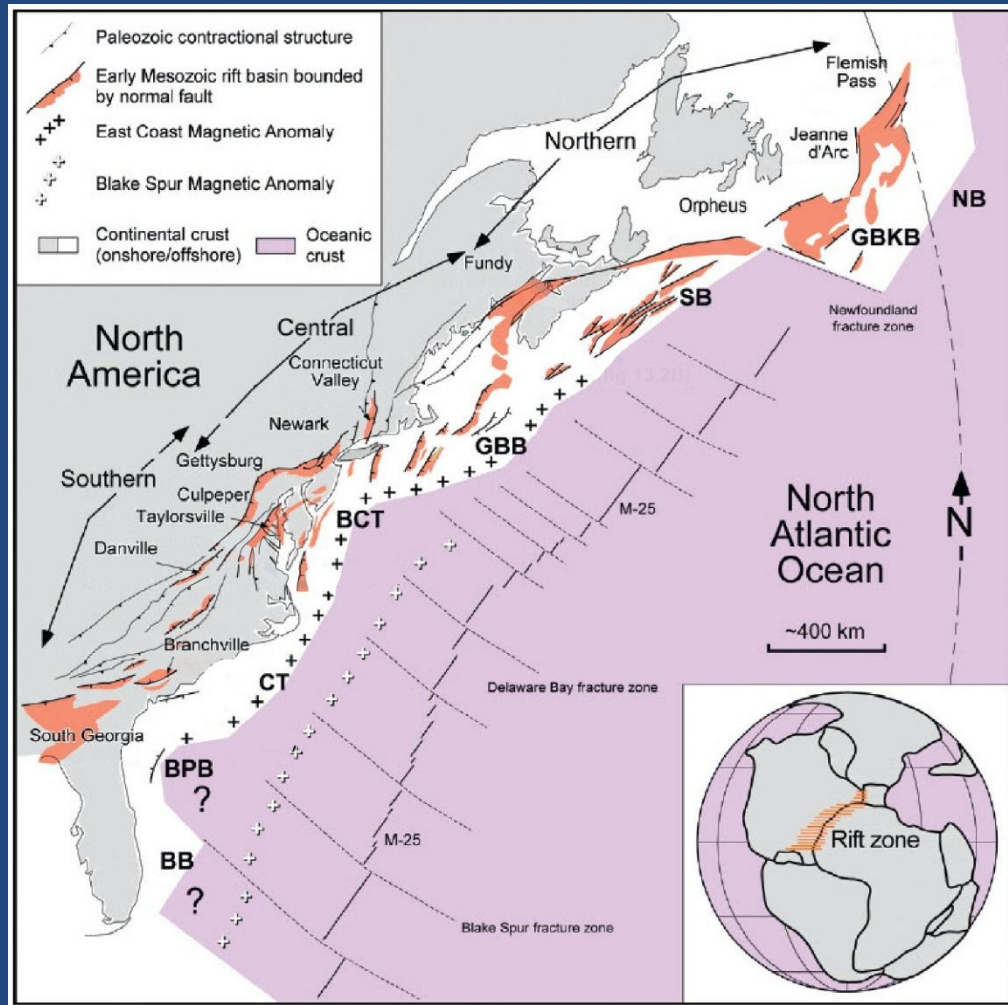 Paleozoic contractional structure
Early Mesozoic rift basin bounded
by normal fault
East Coast Magnetic Anomaly
Blake Spur Magnetic Anomaly
Continental crust
(onshore/offshore)
Oceanic
crust
Flemish
Pass
Northern
Jeanne
d'Arc
NB
Orpheus
GBKB
Fundy
SB
Newfoundland
fracture zone
Central
North
America
Connecticut
Valley
(fig.13.2B)
Newark
GBB
Gettysburg
Southern
Culpeper
Taylorsville
M-25
North
Atlantic
Ocean
N
BCT
Danville
~400 km
Branchville
CT
Delaware Bay fracture zone
South Georgia
BPB
?
M-25
Rift zone
BB
?
Blake Spur fracture zone